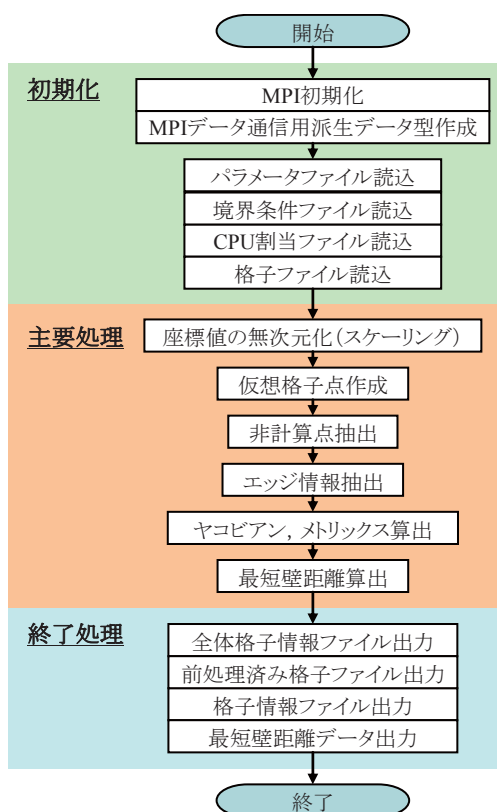 開始
初期化
MPI初期化
MPIデータ通信用派生データ型作成
パラメータファイル読込
境界条件ファイル読込
CPU割当ファイル読込
格子ファイル読込
主要処理
座標値の無次元化(スケーリング)
仮想格子点作成
非計算点抽出
エッジ情報抽出
ヤコビアン, メトリックス算出
最短壁距離算出
終了処理
全体格子情報ファイル出力
前処理済み格子ファイル出力
格子情報ファイル出力
最短壁距離データ出力
終了